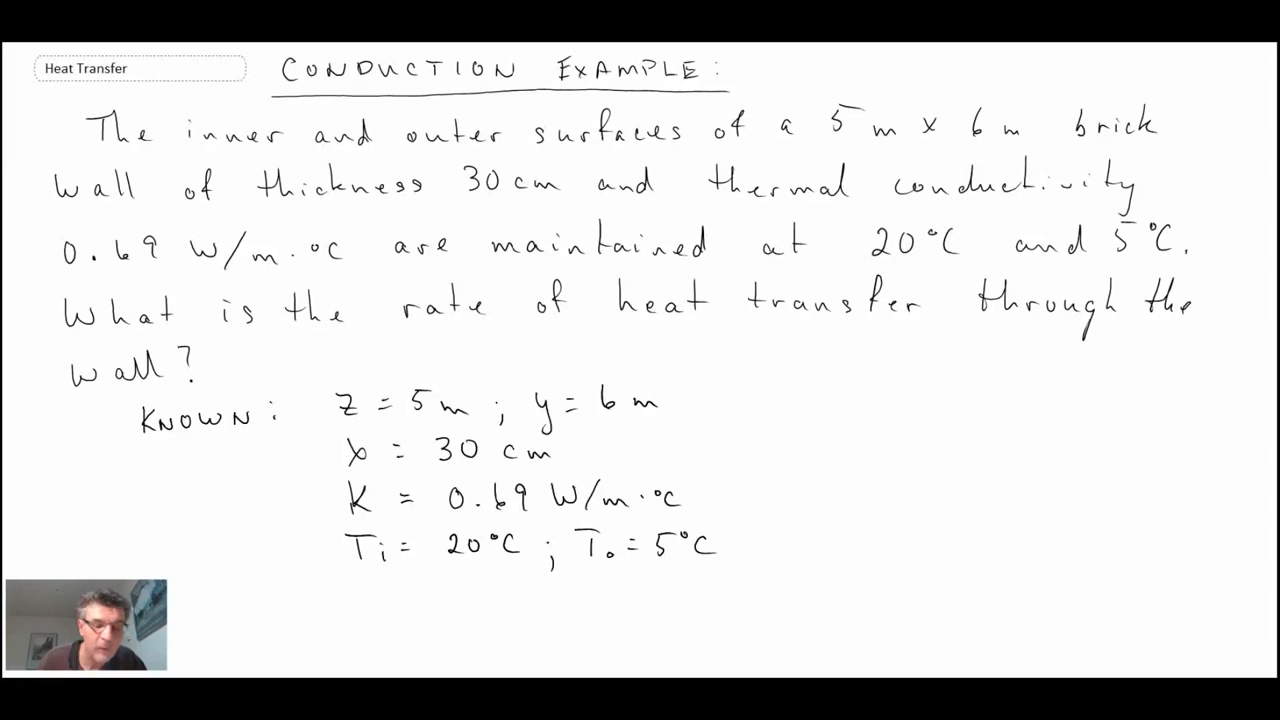 Heat Transfer
CONDUCTION EXAMPLE:
The inner and outer surfaces of a 5 m x 6 m brick
wall of thickness 30 cm and thermal conductivity
0.69 W/m·°C are maintained at 20°C and 5°C.
What is the rate of heat transfer through the
wall?
KNOWN: z = 5 m ; y = 6 m
x = 30 cm
K = 0.69 W/m·°C
Ti = 20°C ; To = 5°C